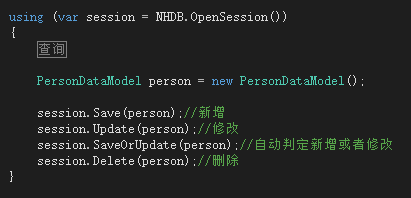 using (var session = NHDB.OpenSession())
{
查询
PersonDataModel person = new PersonDataModel();
session.Save(person);//新增
session.Update(person);//修改
session.SaveOrUpdate(person);//自动判定新增或者修改
session.Delete(person);//删除
}